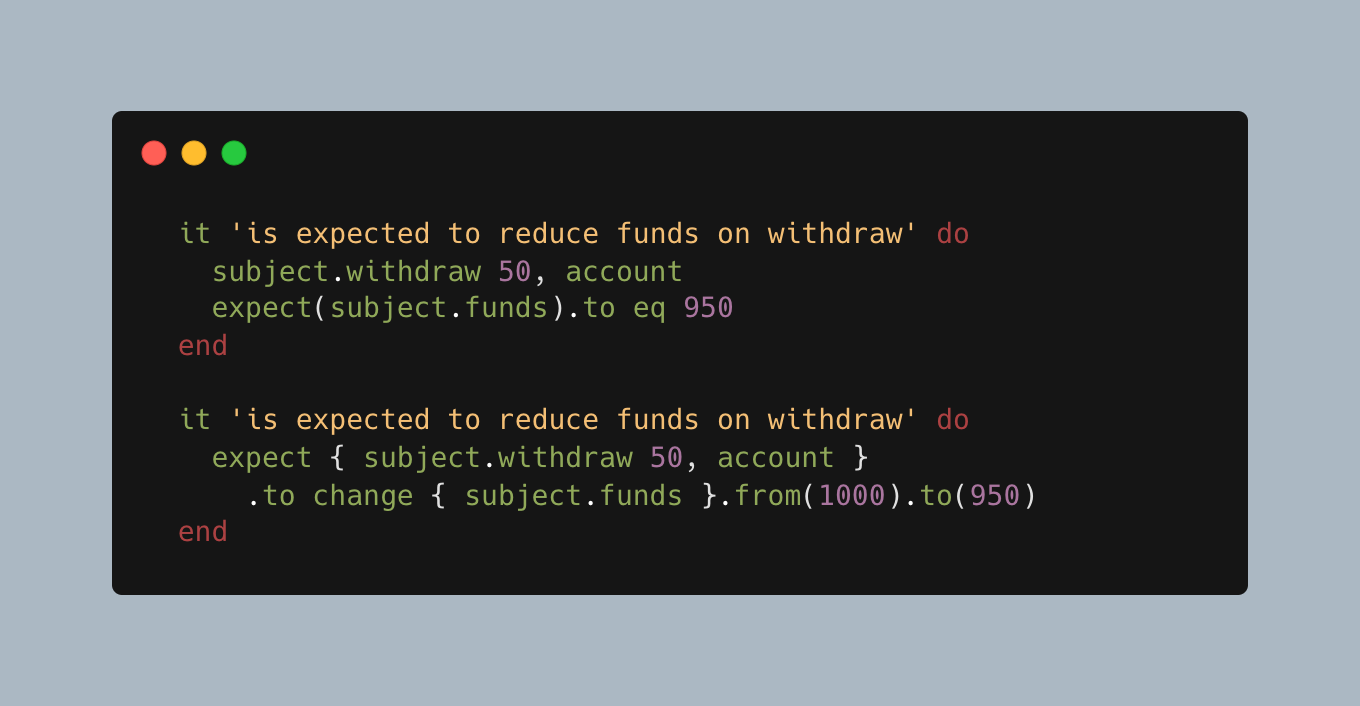 it 'is expected to reduce funds on withdraw' do
  subject.withdraw 50, account
  expect(subject.funds).to eq 950
end

it 'is expected to reduce funds on withdraw' do
  expect { subject.withdraw 50, account }
    .to change { subject.funds }.from(1000).to(950)
end